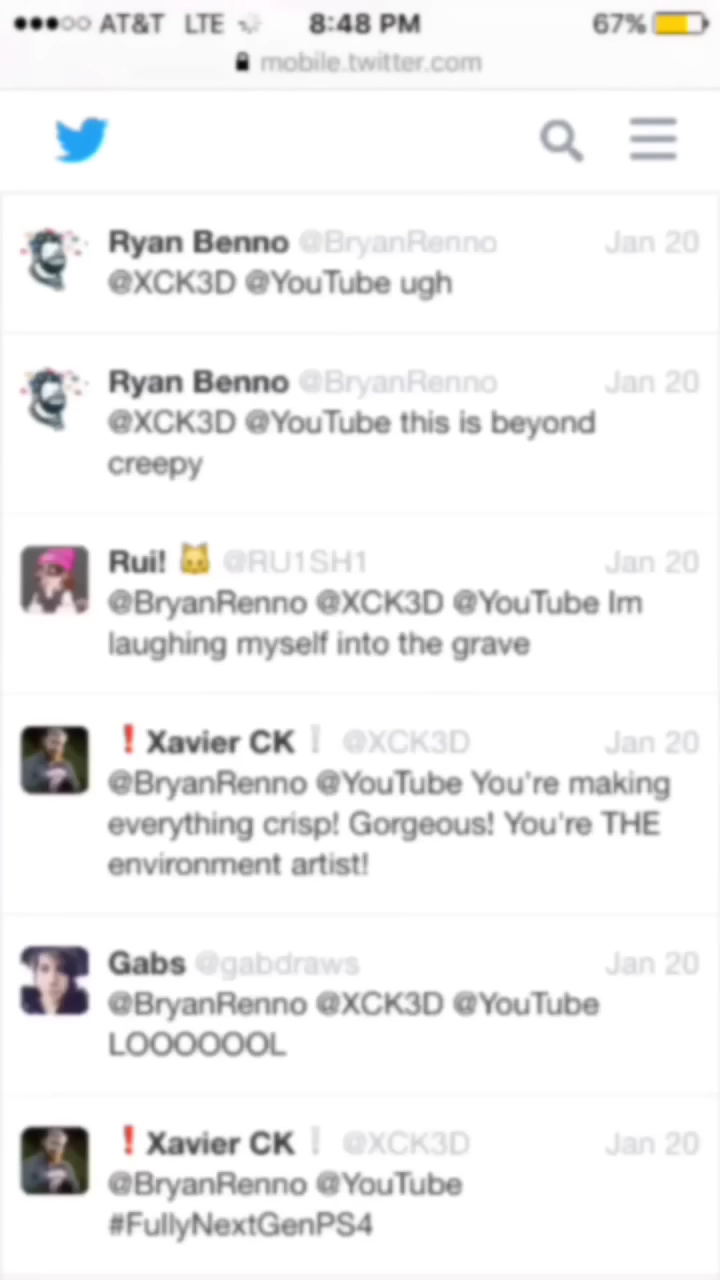 AT&T LTE 8:48 PM 67%
mobile.twitter.com
Ryan Benno @BryanRenno Jan 20
@XCK3D @YouTube ugh
Ryan Benno @BryanRenno Jan 20
@XCK3D @YouTube this is beyond
creepy
Rui! 🐱 @RU1SH1 Jan 20
@BryanRenno @XCK3D @YouTube Im
laughing myself into the grave
❗Xavier CK❕ @XCK3D Jan 20
@BryanRenno @YouTube You're making
everything crisp! Gorgeous! You're THE
environment artist!
Gabs @gabdraws Jan 20
@BryanRenno @XCK3D @YouTube
LOOOOOOL
❗Xavier CK❕ @XCK3D Jan 20
@BryanRenno @YouTube
#FullyNextGenPS4